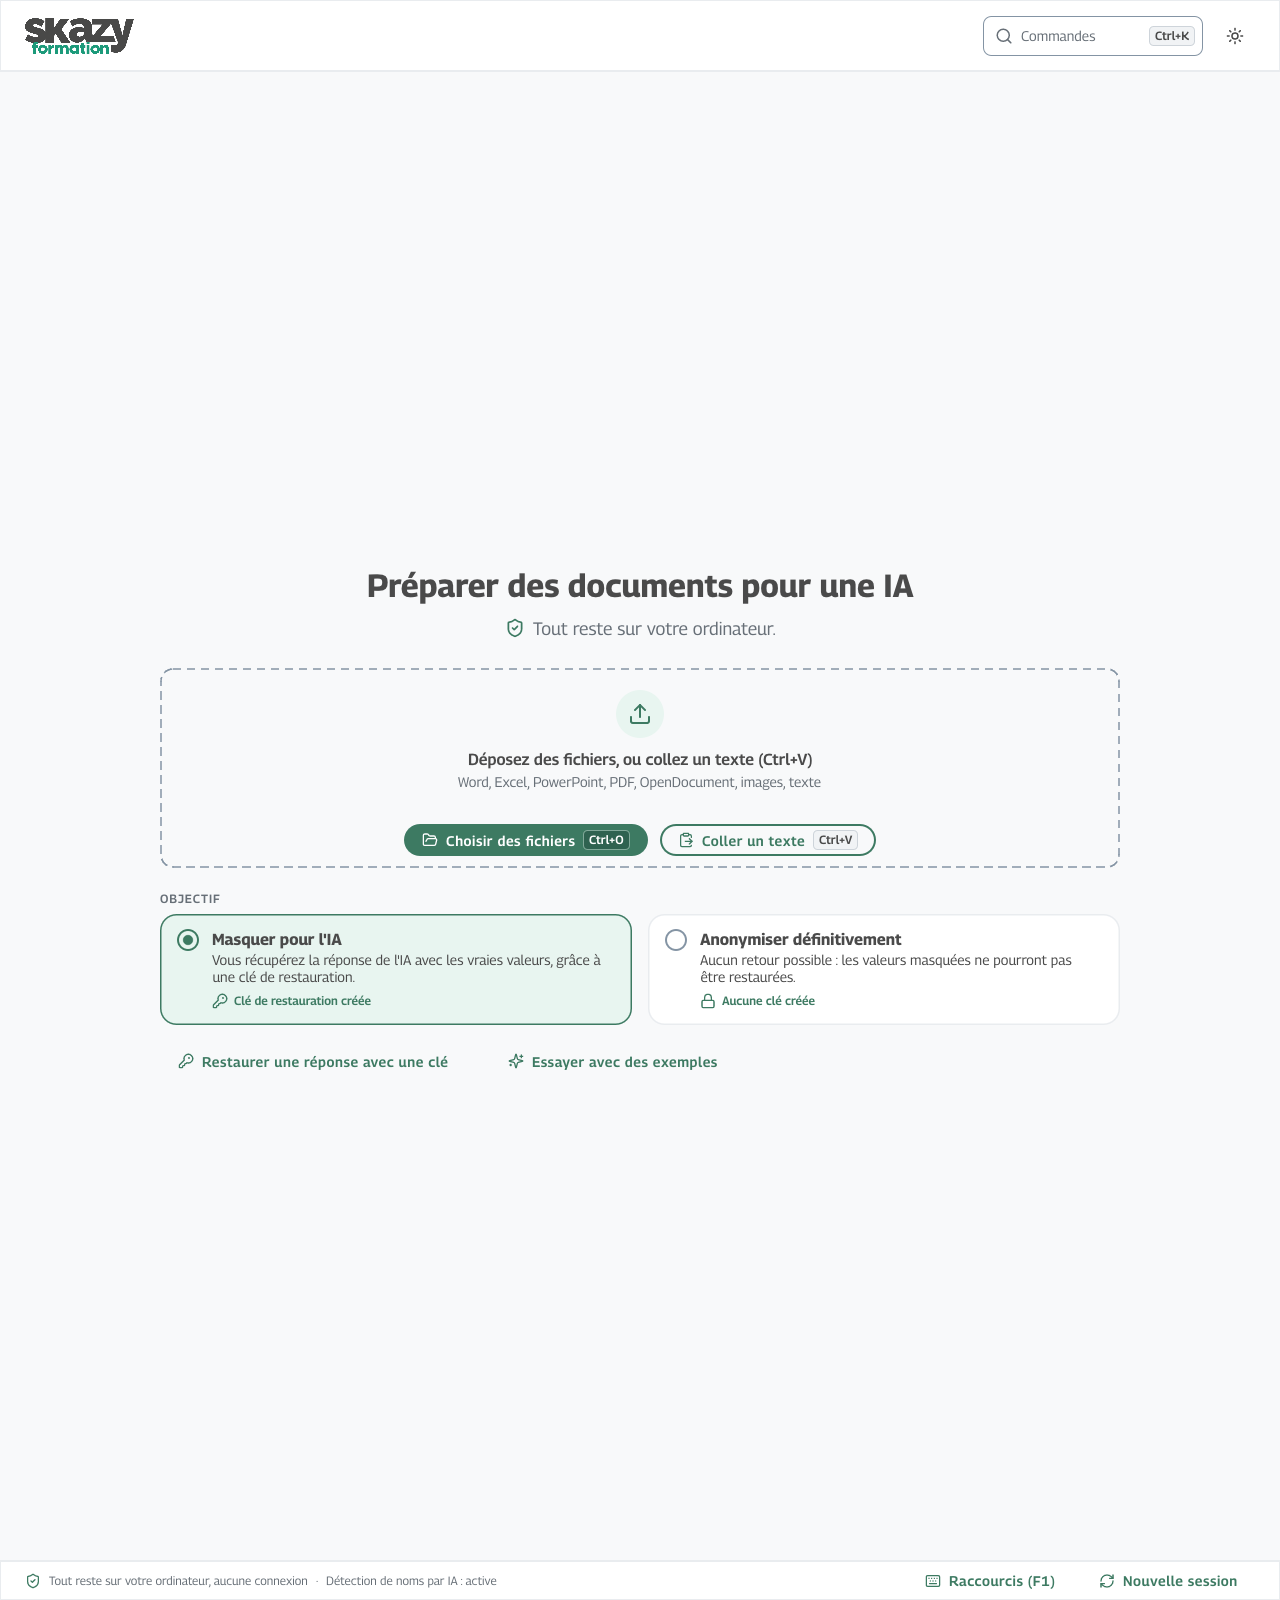 skazy
formation
Commandes Ctrl+K
Préparer des documents pour une IA
Tout reste sur votre ordinateur.
Déposez des fichiers, ou collez un texte (Ctrl+V)
Word, Excel, PowerPoint, PDF, OpenDocument, images, texte
Choisir des fichiers Ctrl+O Coller un texte Ctrl+V
OBJECTIF
Masquer pour l'IA
Vous récupérez la réponse de l'IA avec les vraies valeurs, grâce à
une clé de restauration.
Clé de restauration créée
Anonymiser définitivement
Aucun retour possible : les valeurs masquées ne pourront pas
être restaurées.
Aucune clé créée
Restaurer une réponse avec une clé Essayer avec des exemples
Tout reste sur votre ordinateur, aucune connexion · Détection de noms par IA : active Raccourcis (F1) Nouvelle session